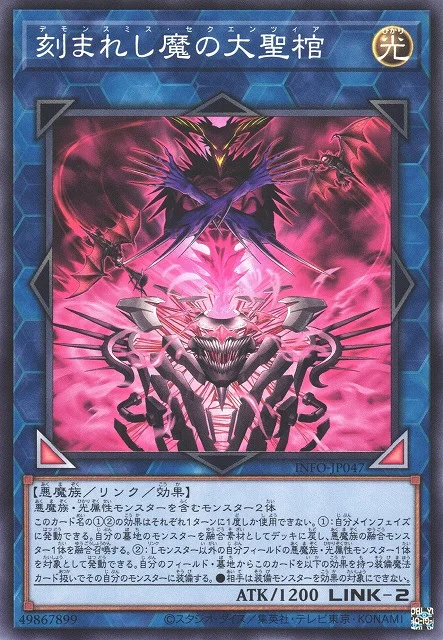 デモンスミス セクエンツィア
刻まれし魔の大聖棺
ひかり
光
INFO-JP047
【悪魔族／リンク／効果】
悪魔族・光属性モンスターを含むモンスター2体
このカード名の①②の効果はそれぞれ1ターンに1度しか使用できない。①：自分メインフェイズ
に発動できる。自分の墓地のモンスターを融合素材としてデッキに戻し、悪魔族の融合モン
スター1体を融合召喚する。②：Lモンスター以外の自分フィールドの悪魔族・光属性モンスター1体
を対象として発動できる。自分のフィールド・墓地からこのカードを以下の効果を持つ装備魔法
カード扱いでその自分のモンスターに装備する。●相手は装備モンスターを効果の対象にできない。
ATK/1200 LINK-2
49867899
©スタジオ・ダイス／集英社・テレビ東京・KONAMI